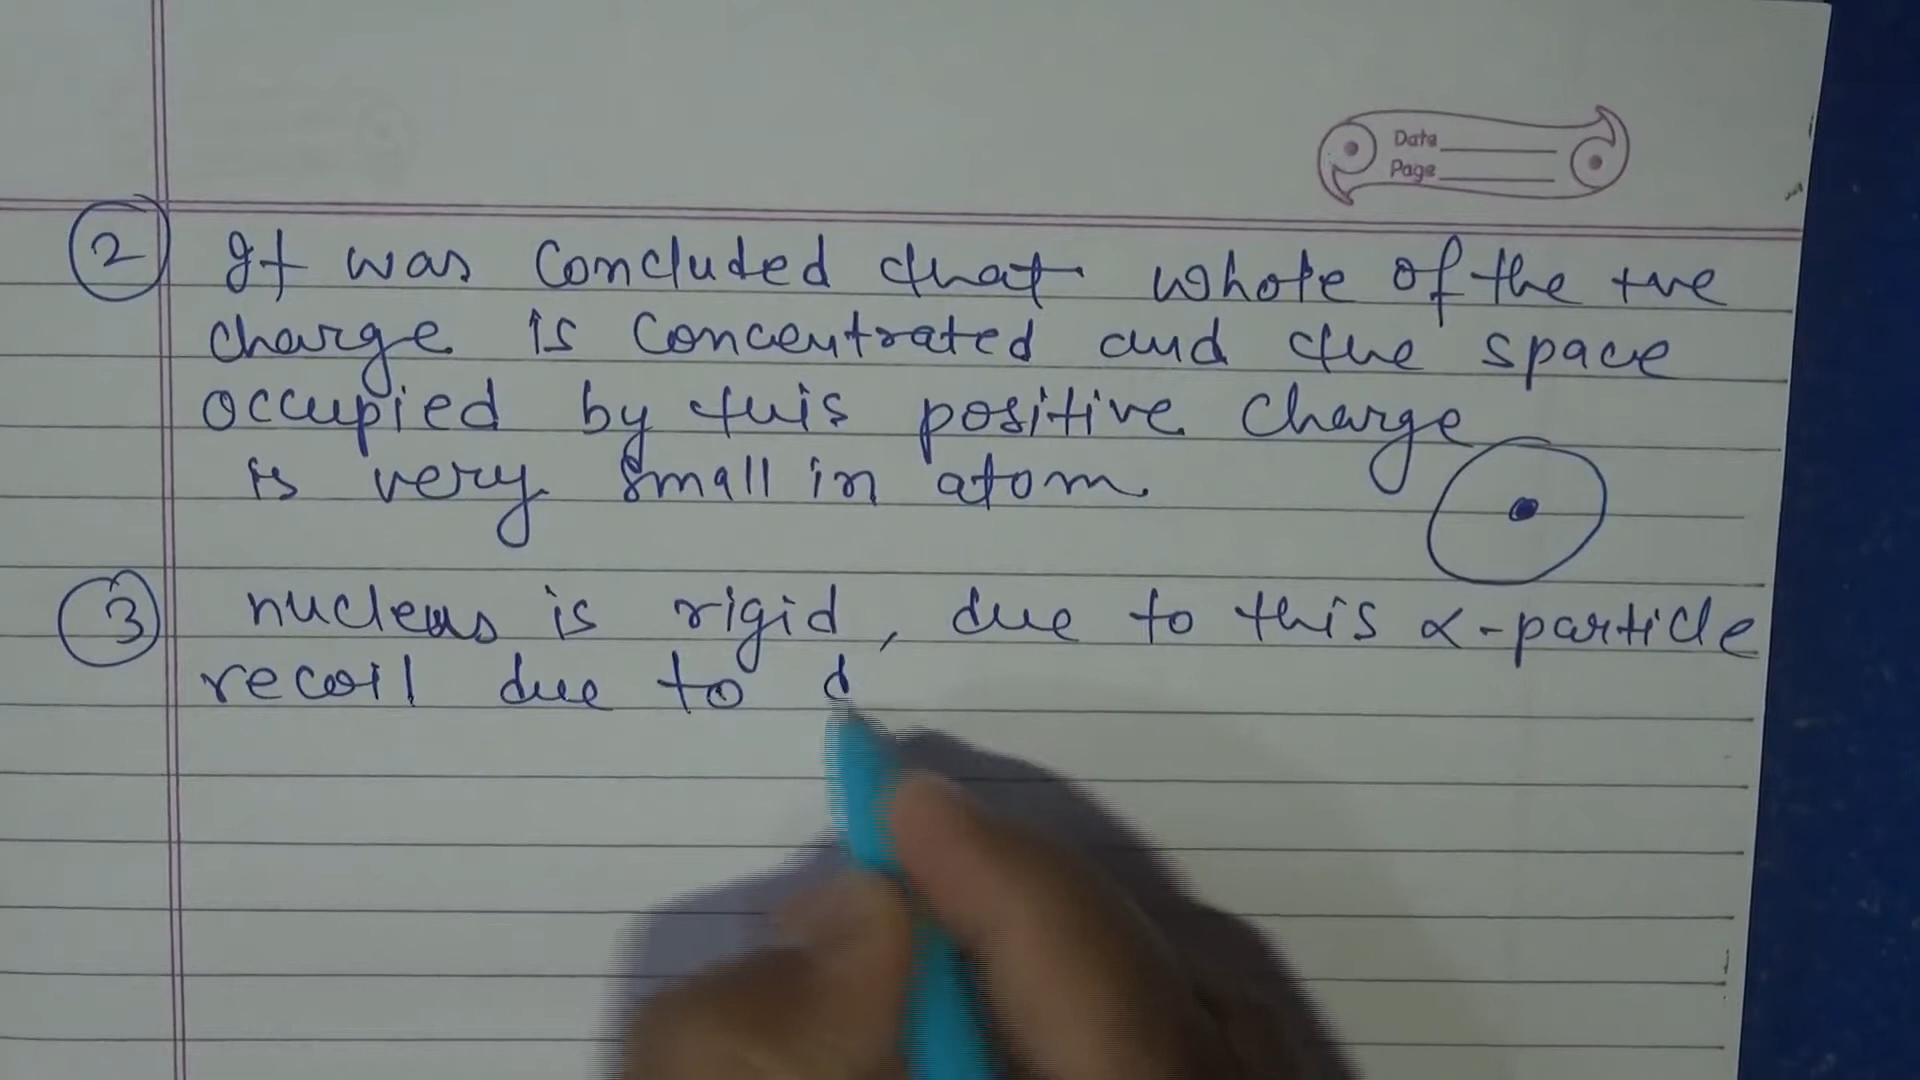 Date
Page
2 It was concluded that whole of the +ve
charge is concentrated and the space
occupied by this positive charge
is very small in atom.
3 nucleus is rigid, due to this α-particle
recoil due to d